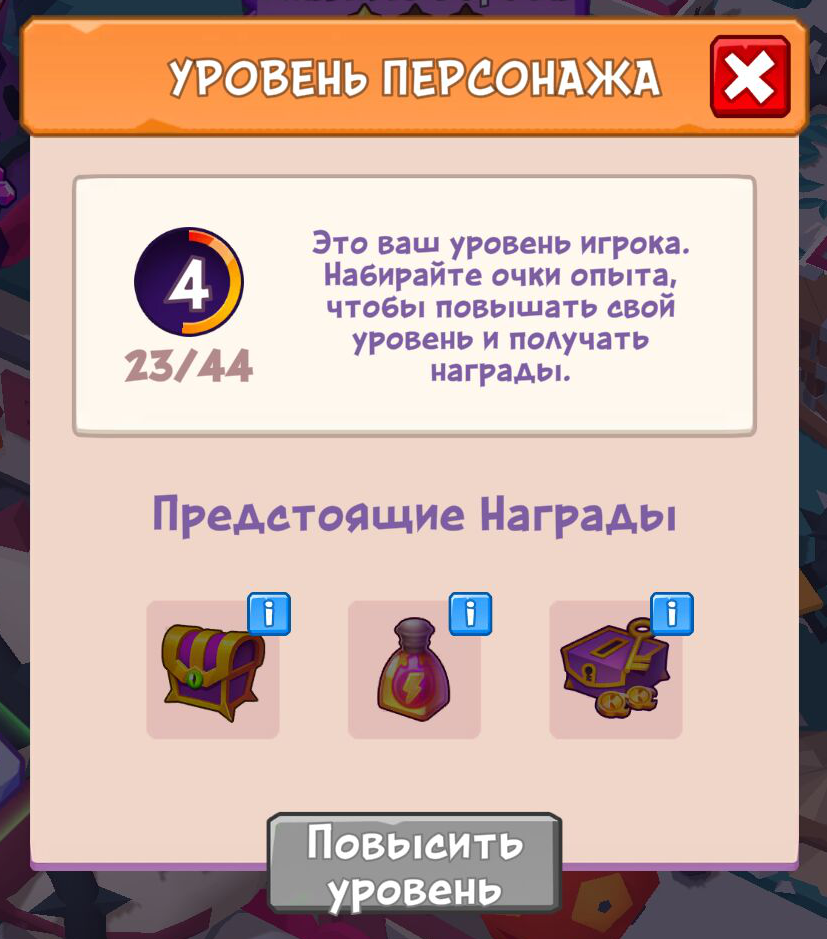 УРОВЕНЬ ПЕРСОНАЖА
4
23/44
Это ваш уровень игрока.
Набирайте очки опыта,
чтобы повышать свой
уровень и получать
награды.
Предстоящие Награды
i
i
i
Повысить
уровень